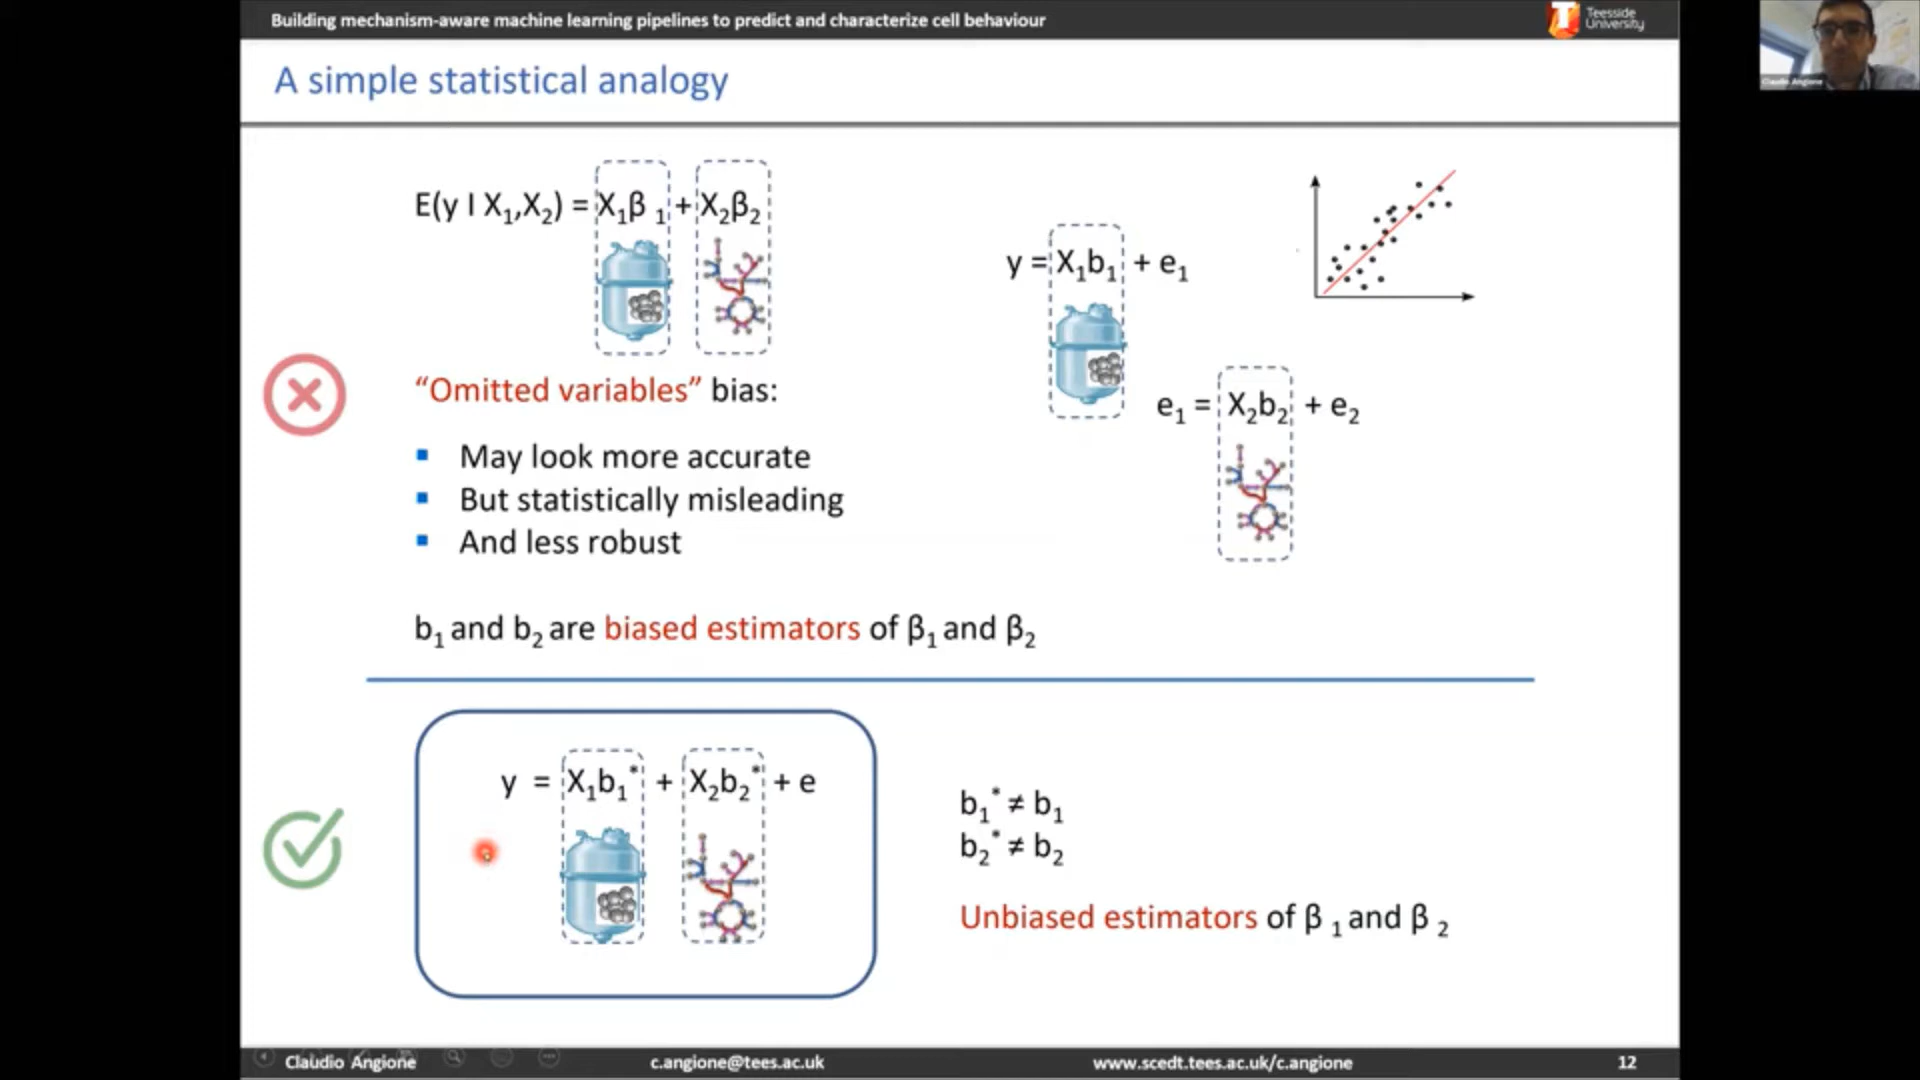 Building mechanism-aware machine learning pipelines to predict and characterize cell behaviour
Teesside
University
Claudio Angione
A simple statistical analogy
E(y I X₁,X₂) = X₁β ₁ + X₂β₂
y = X₁b₁ + e₁
e₁ = X₂b₂ + e₂
“Omitted variables” bias:
May look more accurate
But statistically misleading
And less robust
b₁ and b₂ are biased estimators of β₁ and β₂
y = X₁b₁* + X₂b₂* + e
b₁* ≠ b₁
b₂* ≠ b₂
Unbiased estimators of β ₁ and β ₂
Claudio Angione
c.angione@tees.ac.uk
www.scedt.tees.ac.uk/c.angione
12